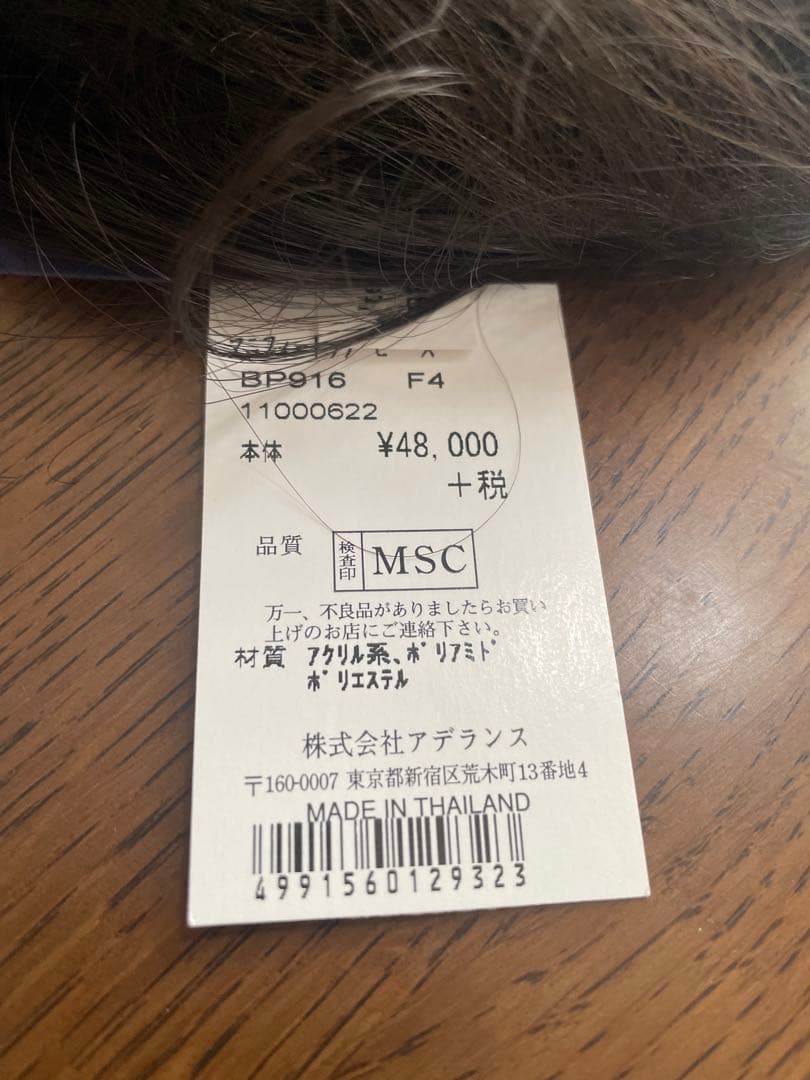 BP916 F4
11000622
本体 ¥48,000
+税
品質 検査印 MSC
万一、不良品がありましたらお買い
上げのお店にご連絡下さい。
材質 アクリル系、ポリアミド
ポリエステル
株式会社アデランス
〒160-0007 東京都新宿区荒木町13番地4
MADE IN THAILAND
4991560129323